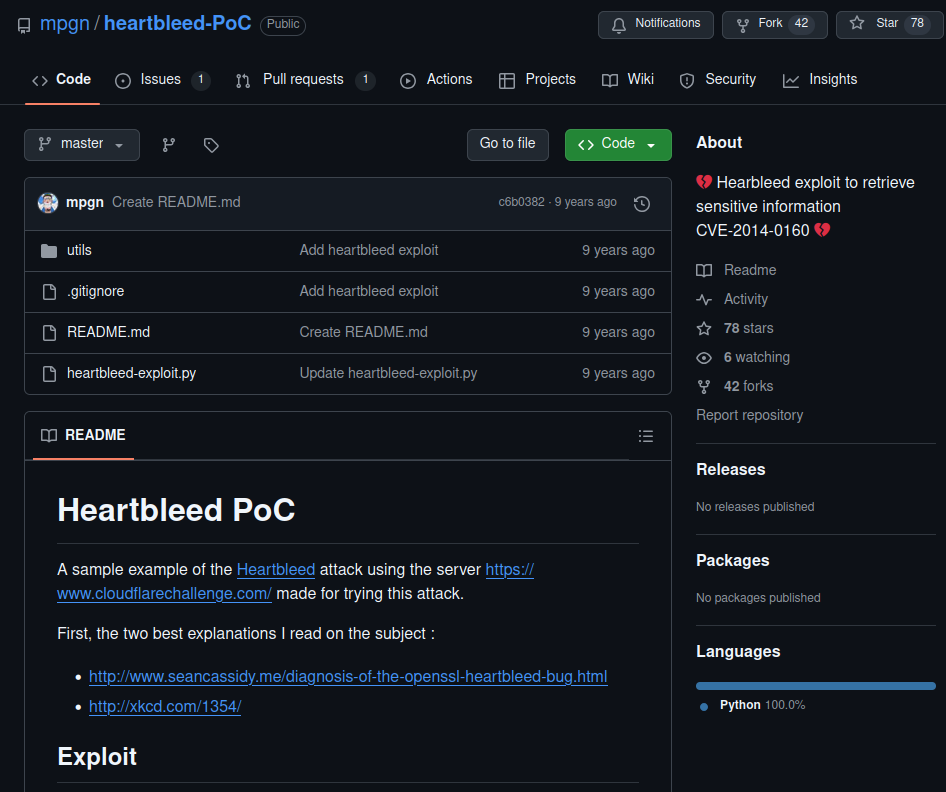 mpgn / heartbleed-PoC Public
Notifications Fork 42 Star 78
Code Issues 1 Pull requests 1 Actions Projects Wiki Security Insights
master Go to file Code
mpgn Create README.md c6b0382 · 9 years ago
utils Add heartbleed exploit 9 years ago
.gitignore Add heartbleed exploit 9 years ago
README.md Create README.md 9 years ago
heartbleed-exploit.py Update heartbleed-exploit.py 9 years ago
README
Heartbleed PoC
A sample example of the Heartbleed attack using the server https://
www.cloudflarechallenge.com/ made for trying this attack.
First, the two best explanations I read on the subject :
• http://www.seancassidy.me/diagnosis-of-the-openssl-heartbleed-bug.html
• http://xkcd.com/1354/
Exploit
About
💔 Hearbleed exploit to retrieve
sensitive information
CVE-2014-0160 💔
Readme
Activity
78 stars
6 watching
42 forks
Report repository
Releases
No releases published
Packages
No packages published
Languages
Python 100.0%